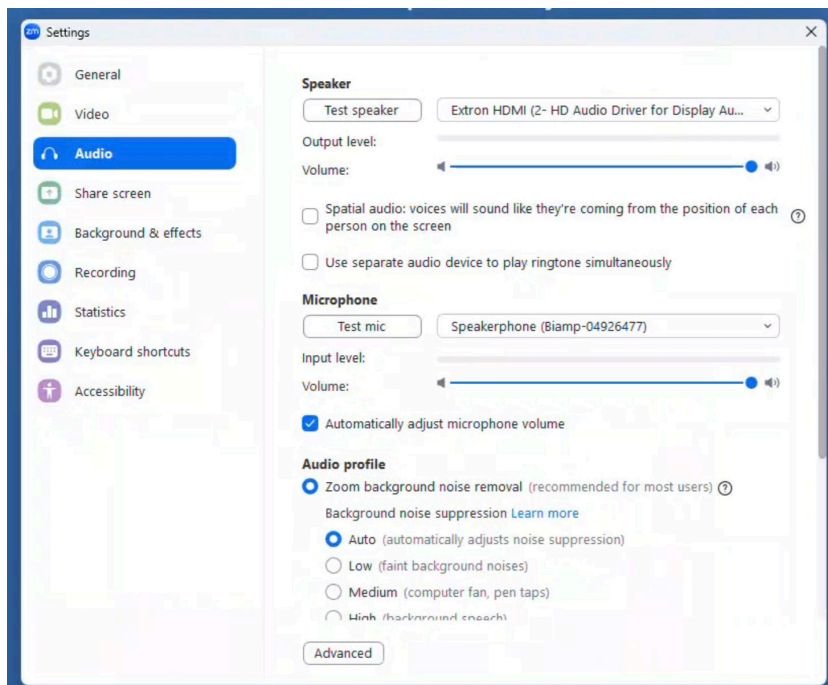 zm Settings
General
Video
Audio
Share screen
Background & effects
Recording
Statistics
Keyboard shortcuts
Accessibility
Speaker
Test speaker
Extron HDMI (2- HD Audio Driver for Display Au...
Output level:
Volume:
Spatial audio: voices will sound like they're coming from the position of each
person on the screen
Use separate audio device to play ringtone simultaneously
Microphone
Test mic
Speakerphone (Biamp-04926477)
Input level:
Volume:
Automatically adjust microphone volume
Audio profile
Zoom background noise removal (recommended for most users)
Background noise suppression Learn more
Auto (automatically adjusts noise suppression)
Low (faint background noises)
Medium (computer fan, pen taps)
High (background speech)
Advanced